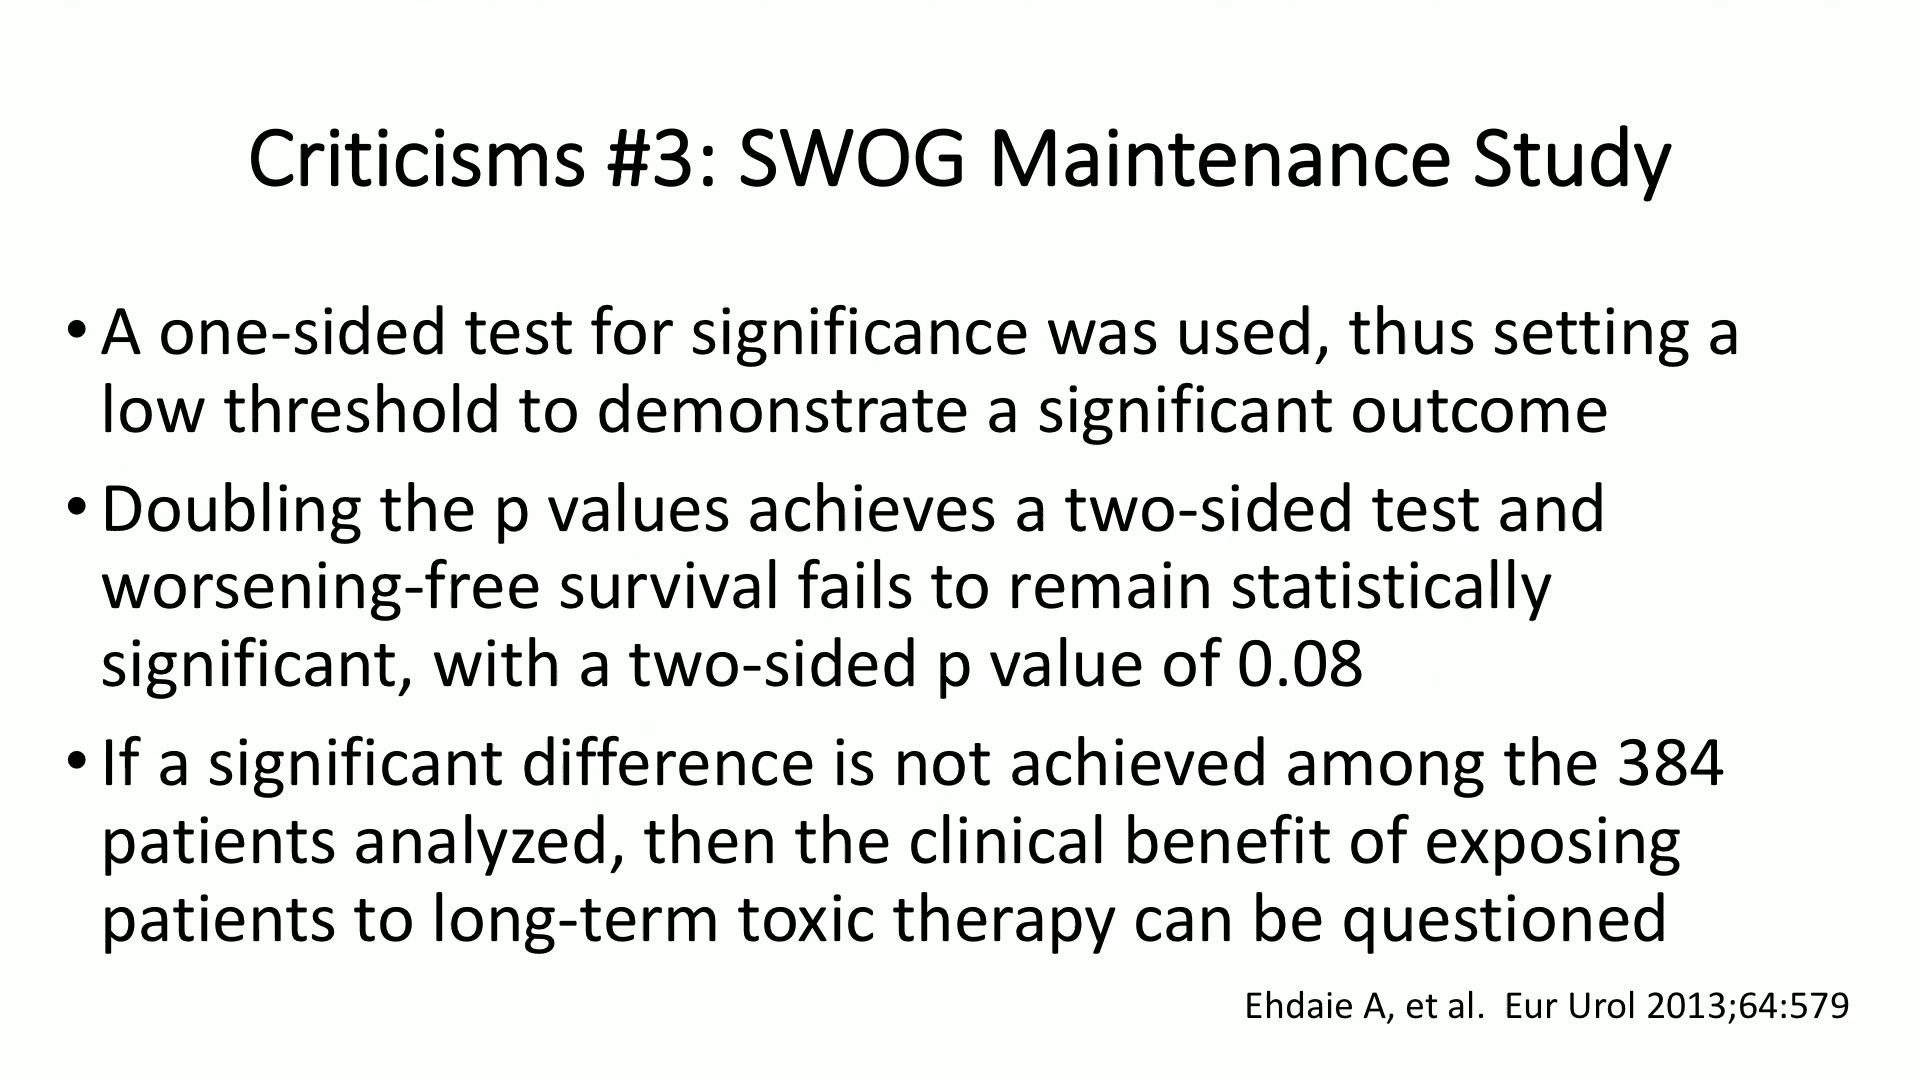 Criticisms #3: SWOG Maintenance Study
• A one-sided test for significance was used, thus setting a
low threshold to demonstrate a significant outcome
• Doubling the p values achieves a two-sided test and
worsening-free survival fails to remain statistically
significant, with a two-sided p value of 0.08
• If a significant difference is not achieved among the 384
patients analyzed, then the clinical benefit of exposing
patients to long-term toxic therapy can be questioned
Ehdaie A, et al.  Eur Urol 2013;64:579